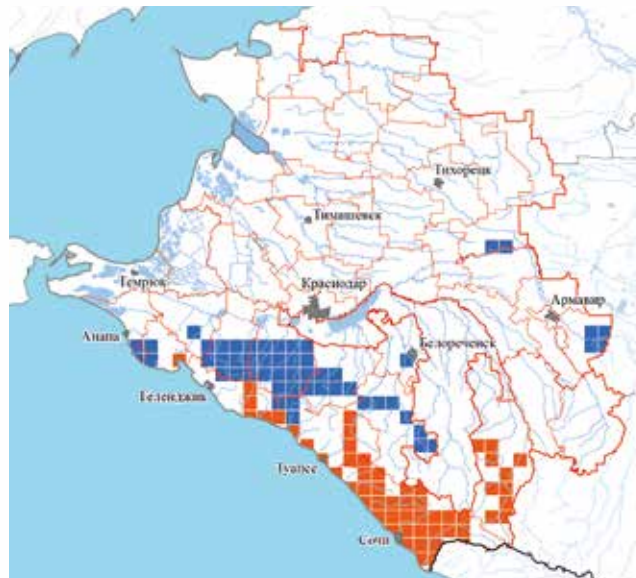 Тихорецк
Тимашевск
Темрюк
Краснодар
Армавир
Анапа
Белореченск
Геленджик
Туапсе
Сочи